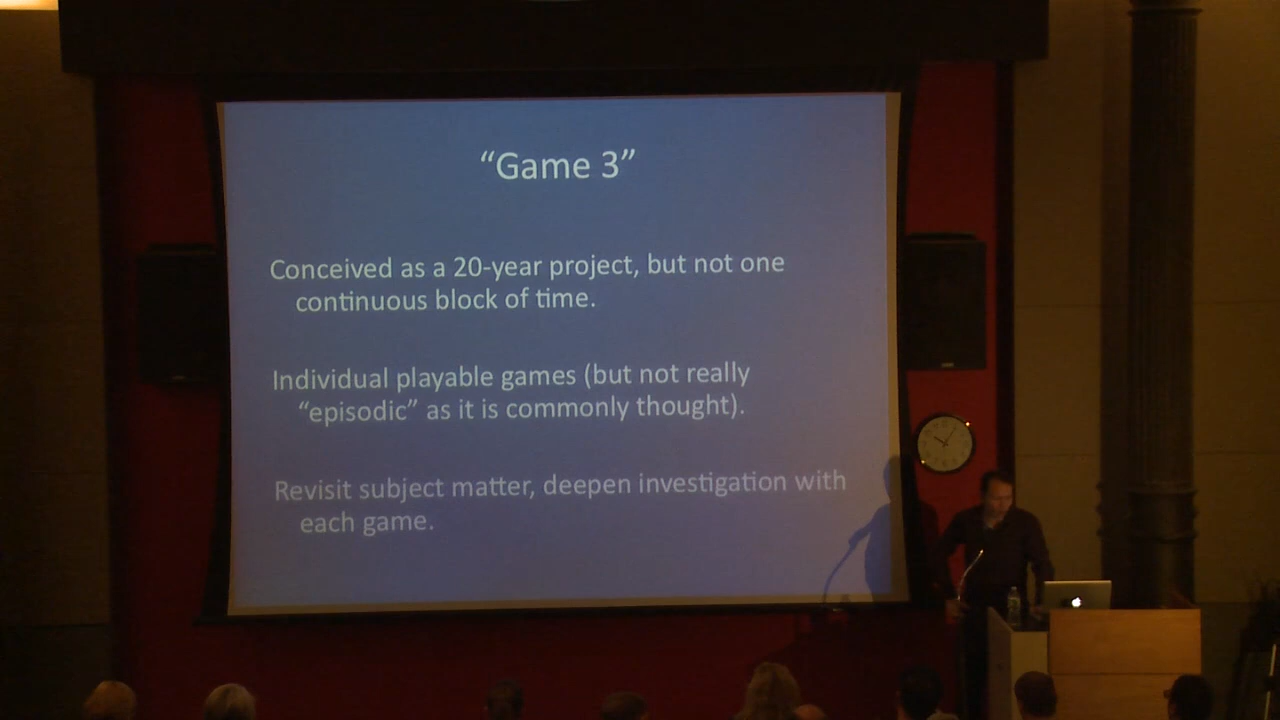 “Game 3”
Conceived as a 20-year project, but not one
continuous block of time.
Individual playable games (but not really
“episodic” as it is commonly thought).
Revisit subject matter, deepen investigation with
each game.